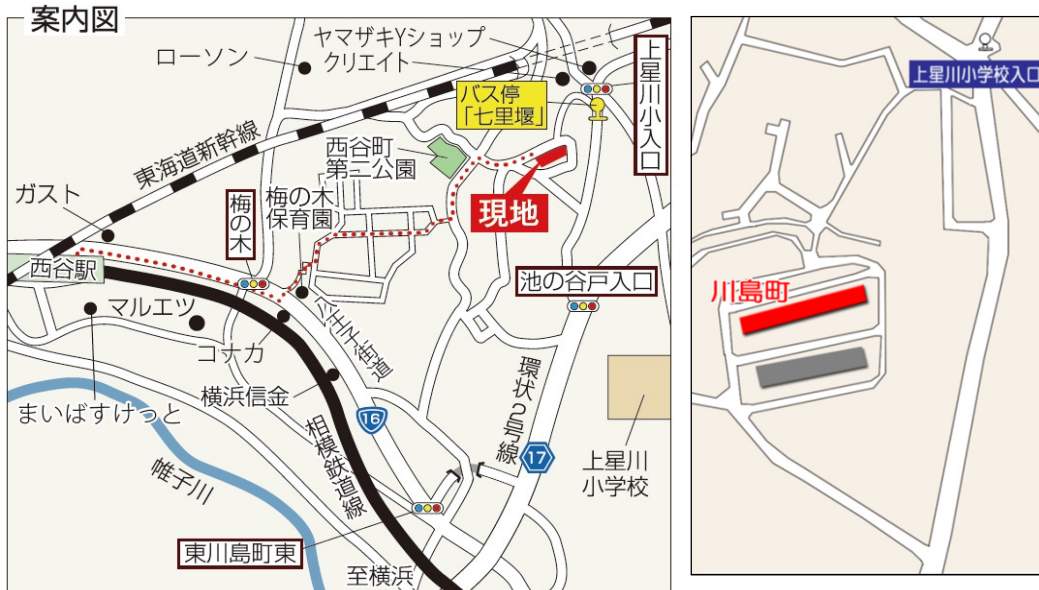 案内図
ヤマザキYショップ
ローソン
クリエイト
上星川小入口
バス停
「七里堰」
東海道新幹線
西谷町
第二公園
ガスト
梅の木
梅の木
保育園
現地
西谷駅
池の谷戸入口
マルエツ
コナカ
八王子街道
環状2号線
横浜信金
まいばすけっと
16
相模鉄道線
17
上星川
小学校
帷子川
東川島町東
至横浜
上星川小学校入口
川島町